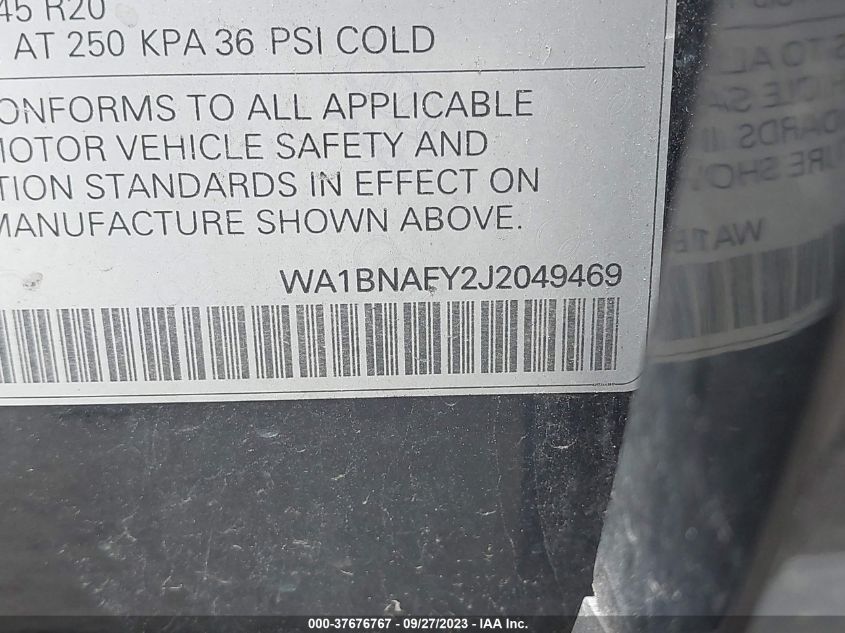 45 R20
AT 250 KPA 36 PSI COLD
ONFORMS TO ALL APPLICABLE
MOTOR VEHICLE SAFETY AND
TION STANDARDS IN EFFECT ON
MANUFACTURE SHOWN ABOVE.
WA1BNAFY2J2049469
000-37676767 / 09/27/2023 - IAA Inc.